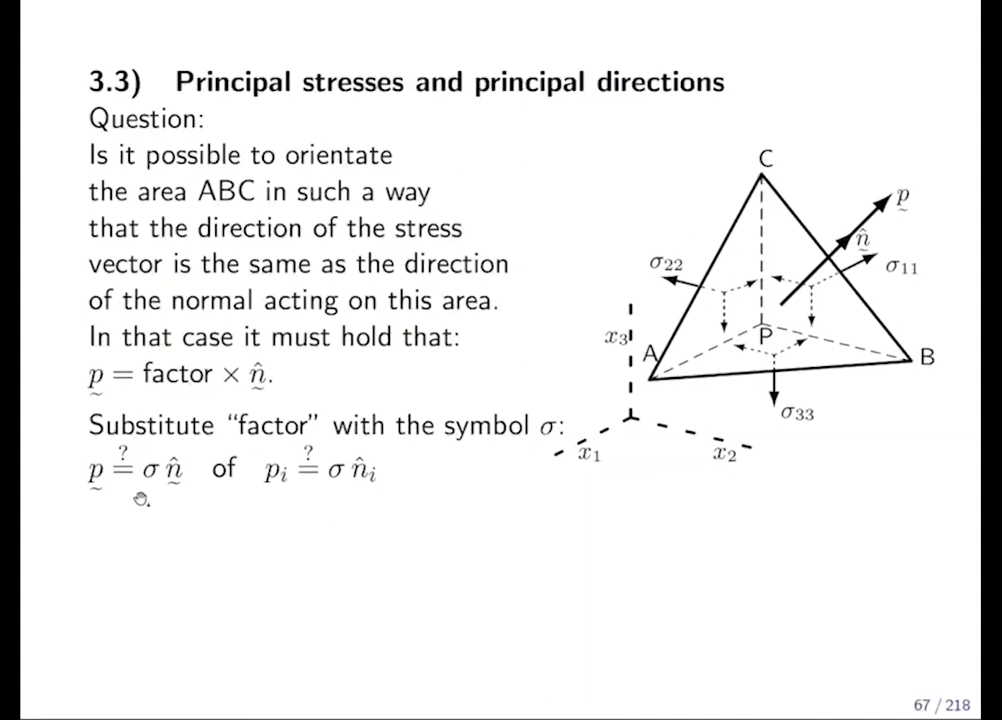 3.3) Principal stresses and principal directions
Question:
Is it possible to orientate
the area ABC in such a way
that the direction of the stress
vector is the same as the direction
of the normal acting on this area.
In that case it must hold that:
p̰ = factor × n̰̂.
Substitute “factor” with the symbol σ:
p̰ ≟ σ n̰̂ of pᵢ ≟ σ n̂ᵢ
C
p̰
n̰̂
σ₂₂
σ₁₁
x₃
P
A
B
σ₃₃
x₁
x₂
67 / 218